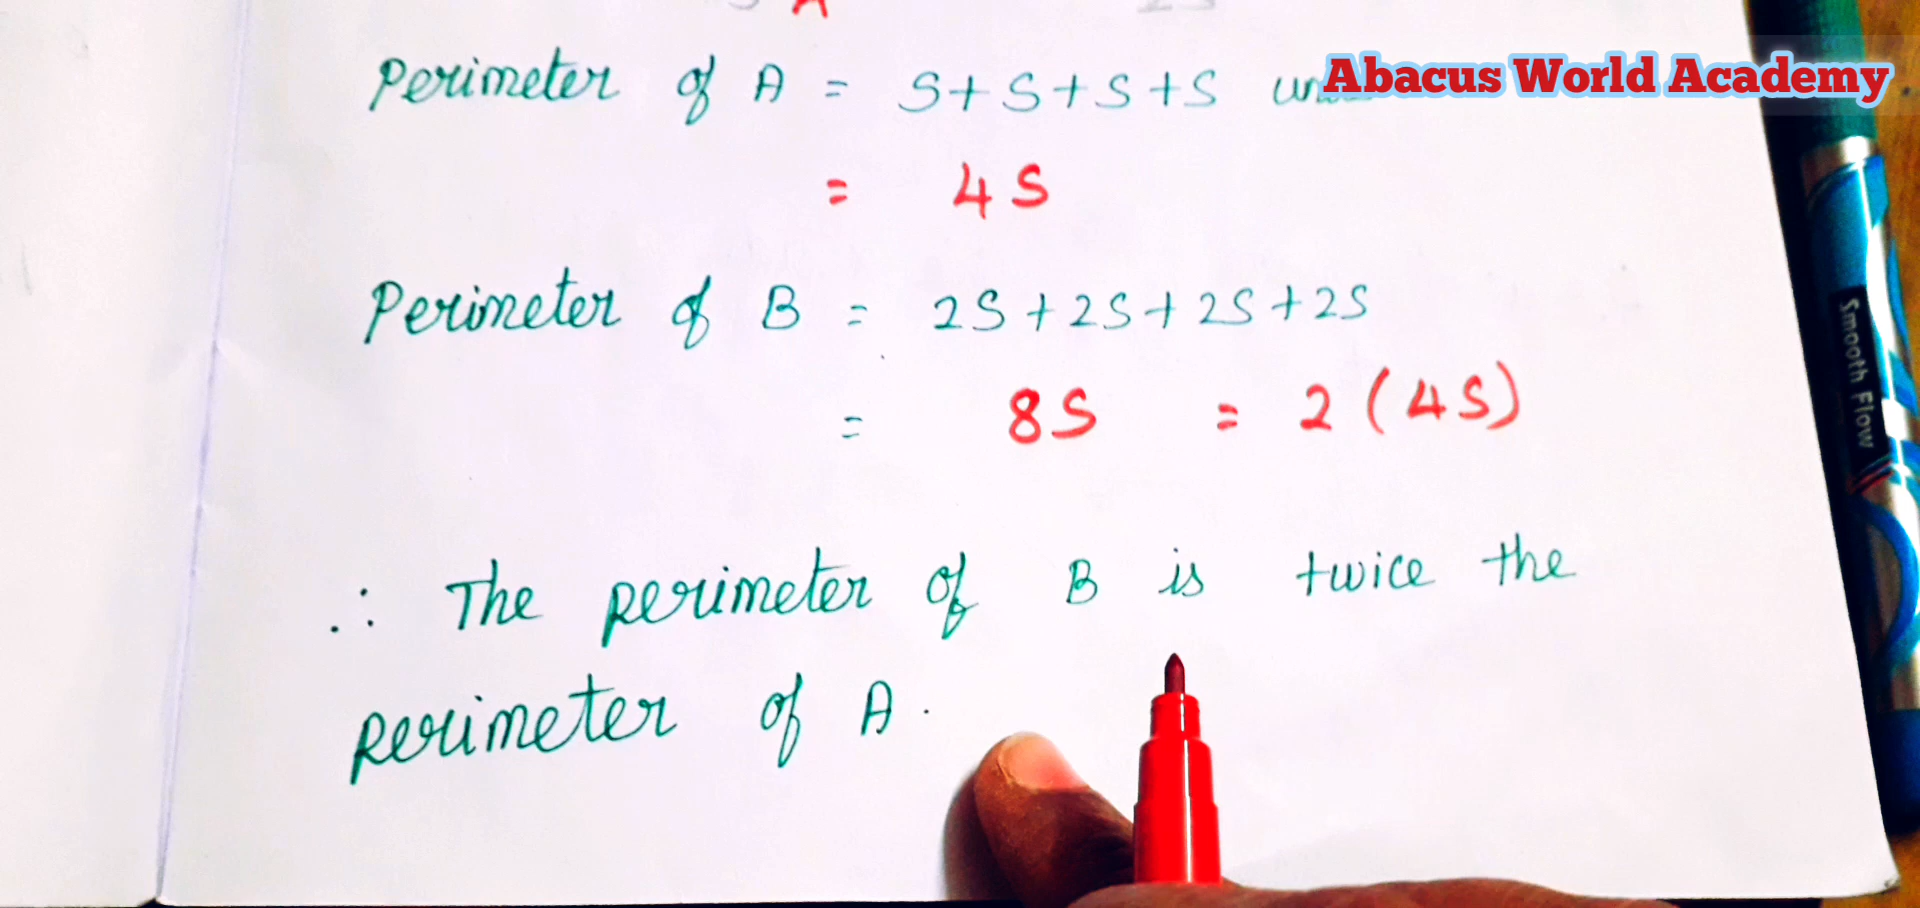 Perimeter of A = S+S+S+S
Abacus World Academy
= 4S
Perimeter of B = 2S+2S+2S+2S
= 8S = 2(4S)
∴ The perimeter of B is twice the
perimeter of A.
Smooth Flow